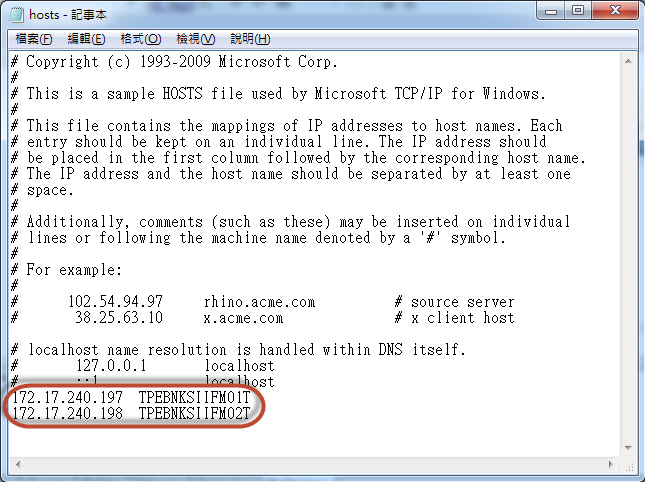 hosts - 記事本
檔案(F) 編輯(E) 格式(O) 檢視(V) 說明(H)
# Copyright (c) 1993-2009 Microsoft Corp.
#
# This is a sample HOSTS file used by Microsoft TCP/IP for Windows.
#
# This file contains the mappings of IP addresses to host names. Each
# entry should be kept on an individual line. The IP address should
# be placed in the first column followed by the corresponding host name.
# The IP address and the host name should be separated by at least one
# space.
#
# Additionally, comments (such as these) may be inserted on individual
# lines or following the machine name denoted by a '#' symbol.
#
# For example:
#
#      102.54.94.97     rhino.acme.com          # source server
#       38.25.63.10     x.acme.com              # x client host

# localhost name resolution is handled within DNS itself.
#       127.0.0.1       localhost
#       ::1             localhost
172.17.240.197  TPEBNKSIIFM01T
172.17.240.198  TPEBNKSIIFM02T